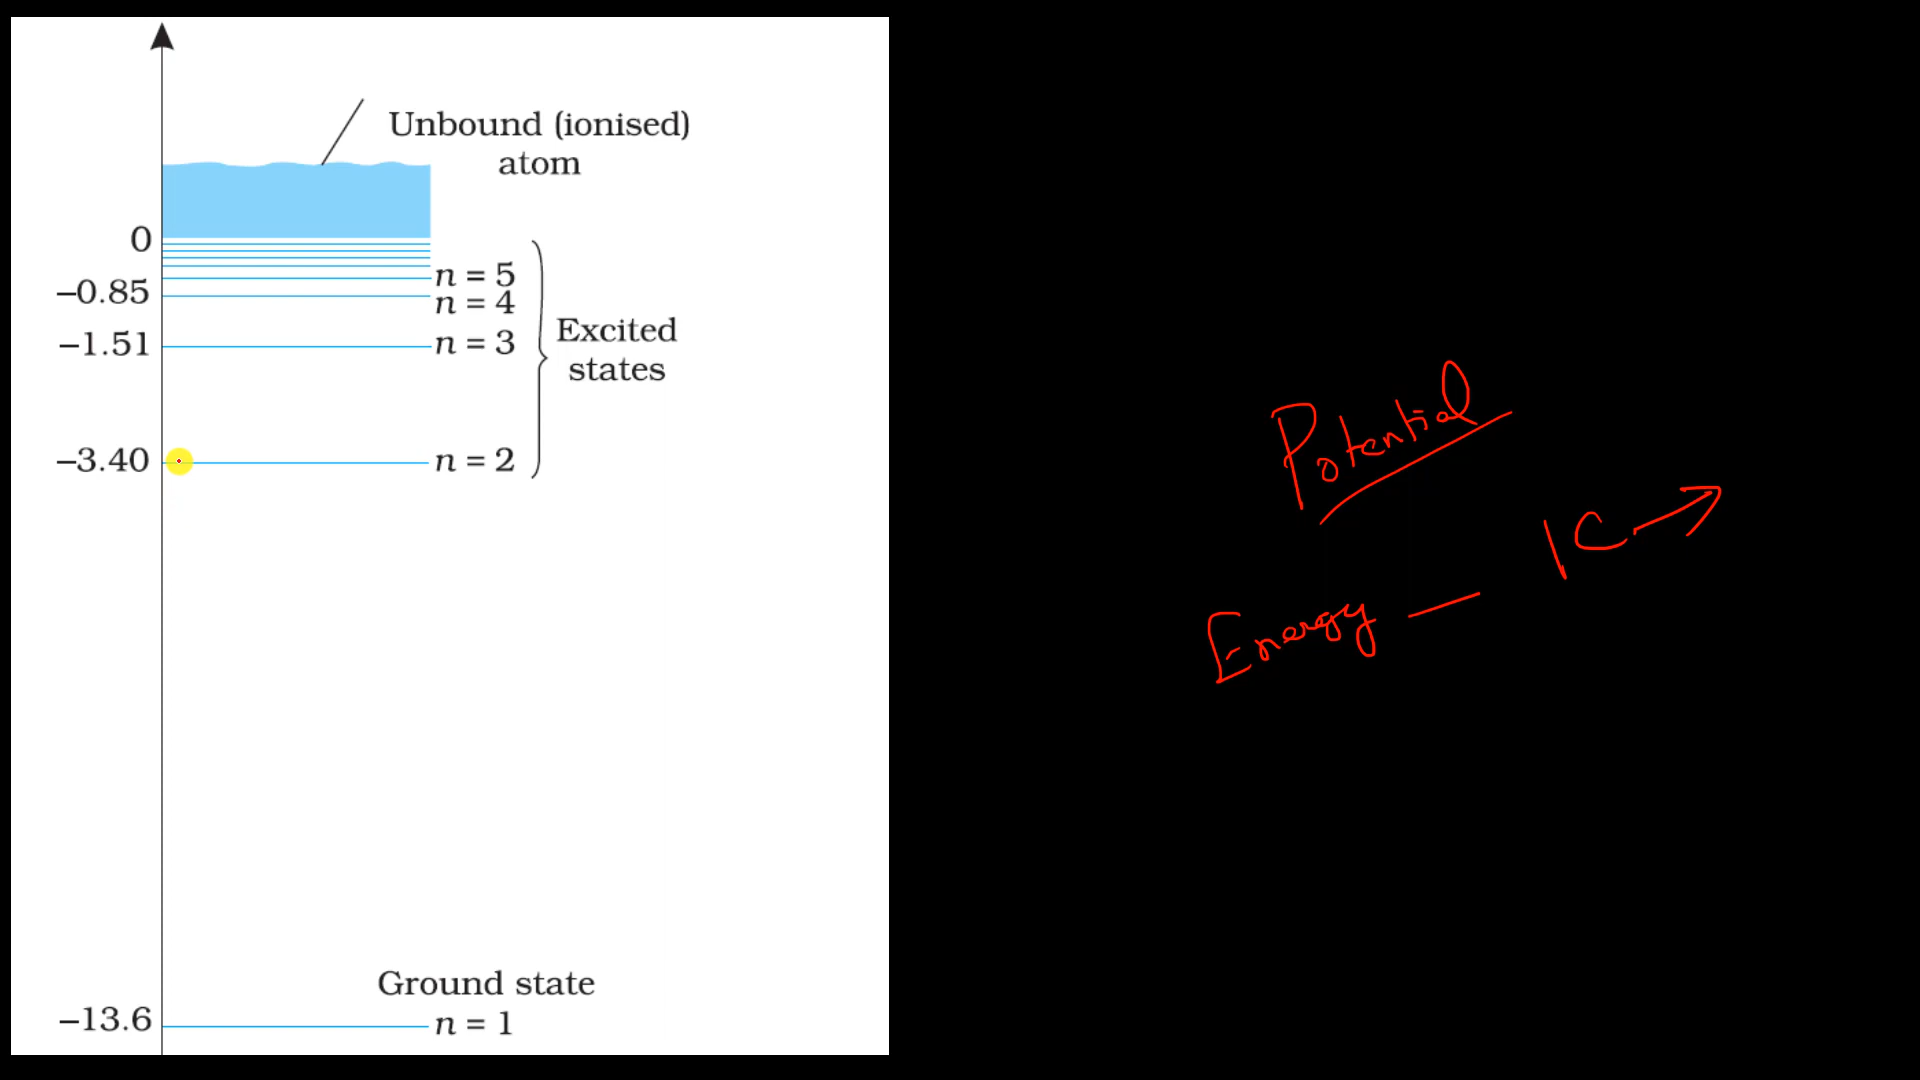 Unbound (ionised)
atom
0
n = 5
–0.85
n = 4
–1.51
n = 3
Excited
states
–3.40
n = 2
Ground state
–13.6
n = 1
Potential
Energy — 1C →